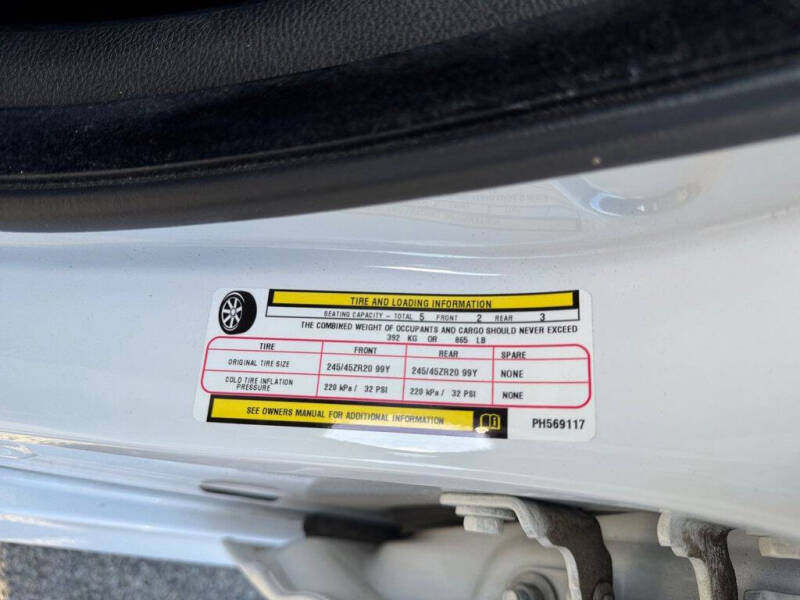 TIRE AND LOADING INFORMATION
SEATING CAPACITY - TOTAL 5 FRONT 2 REAR 3
THE COMBINED WEIGHT OF OCCUPANTS AND CARGO SHOULD NEVER EXCEED
392 KG OR 865 LB
TIRE FRONT REAR SPARE
ORIGINAL TIRE SIZE 245/45ZR20 99Y 245/45ZR20 99Y NONE
COLD TIRE INFLATION PRESSURE 220 kPa / 32 PSI 220 kPa / 32 PSI NONE
SEE OWNERS MANUAL FOR ADDITIONAL INFORMATION
PH569117